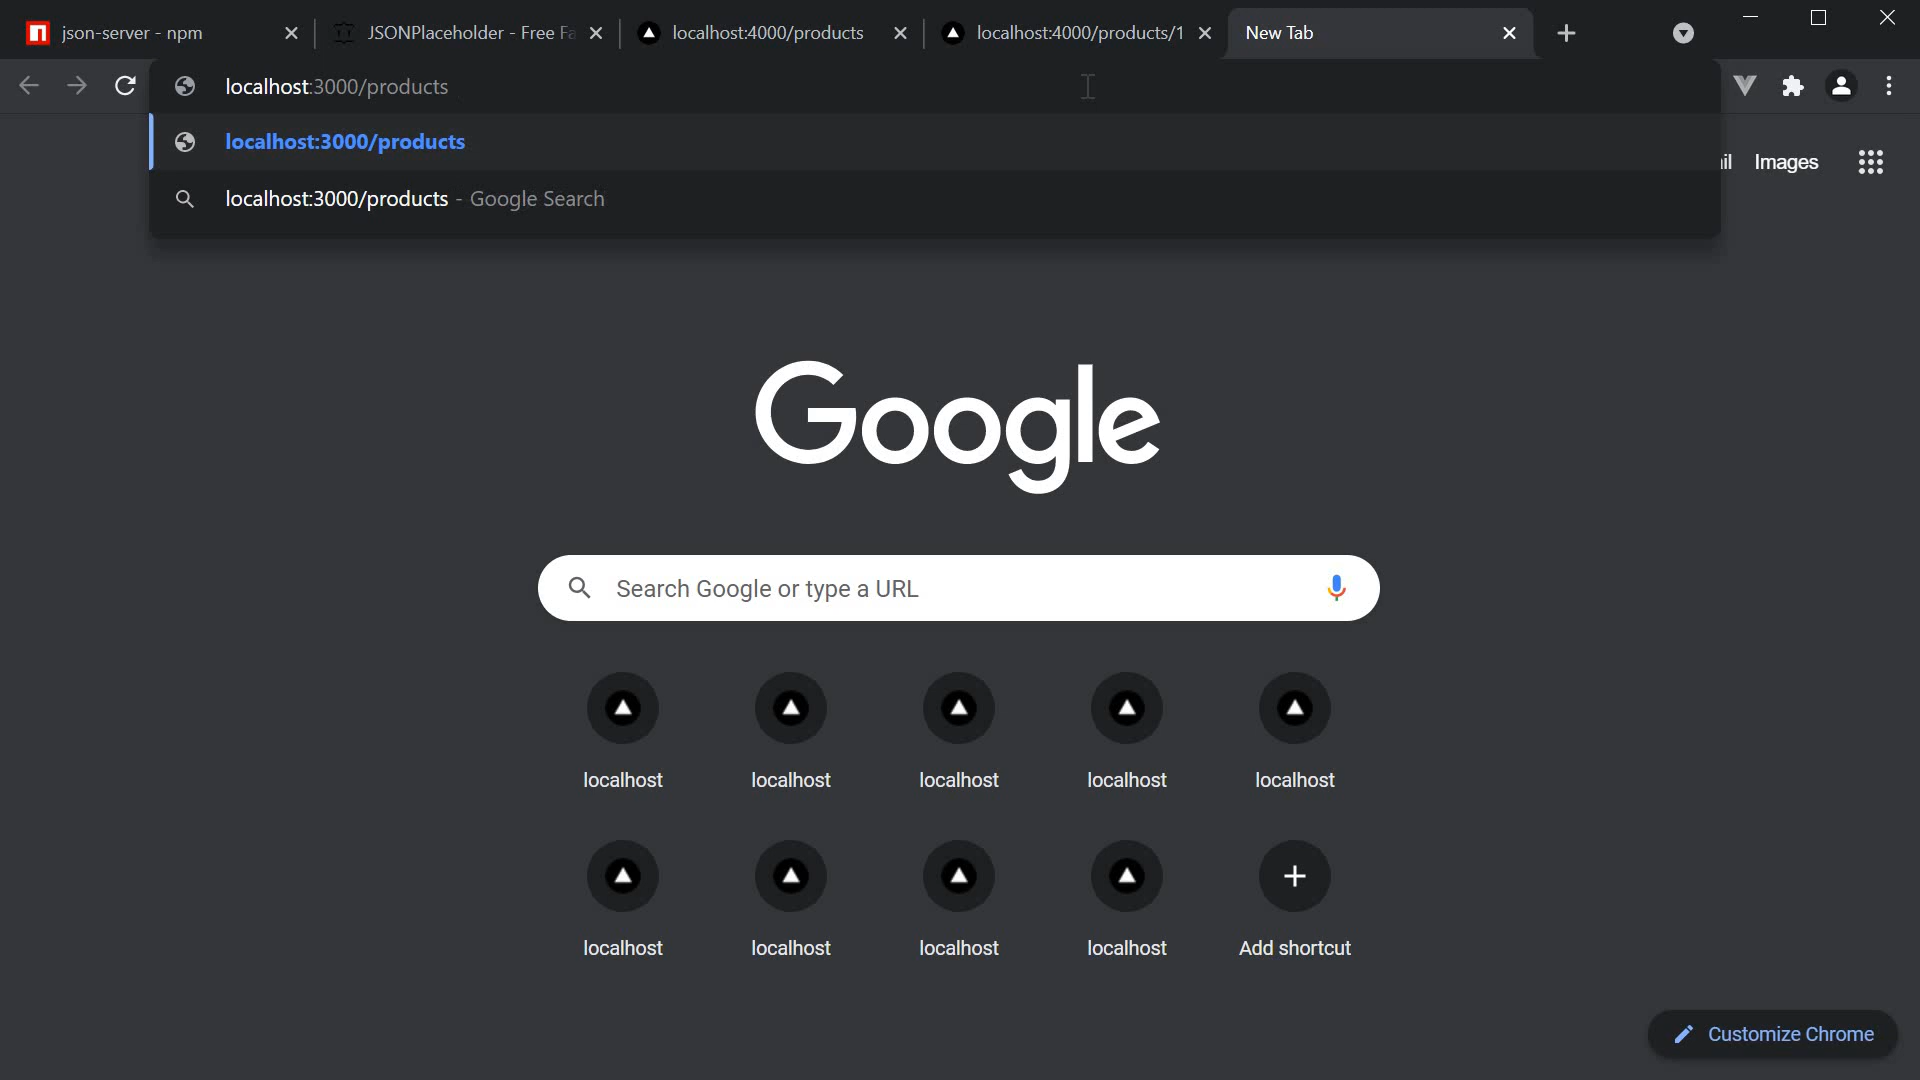 json-server - npm
JSONPlaceholder - Free Fa
localhost:4000/products
localhost:4000/products/1
New Tab
localhost:3000/products
localhost:3000/products
localhost:3000/products - Google Search
il
Images
Google
Search Google or type a URL
localhost
localhost
localhost
localhost
localhost
localhost
localhost
localhost
localhost
Add shortcut
Customize Chrome